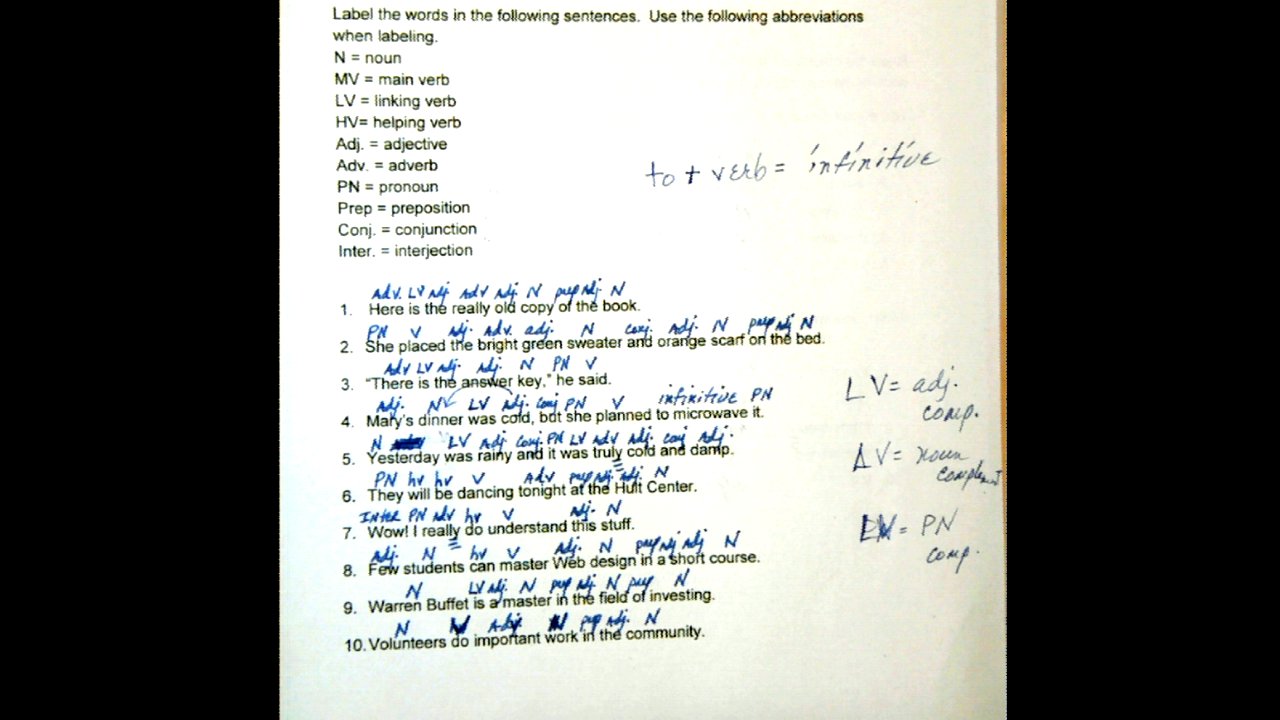 Label the words in the following sentences. Use the following abbreviations
when labeling.
N = noun
MV = main verb
LV = linking verb
HV= helping verb
Adj. = adjective
Adv. = adverb
to + verb = infinitive
PN = pronoun
Prep = preposition
Conj. = conjunction
Inter. = interjection
Adv. LV Adj. Adv Adj. N prep Adj. N
1. Here is the really old copy of the book.
PN V Adj. Adv. adj. N conj. Adj. N prep Adj N
2. She placed the bright green sweater and orange scarf on the bed.
Adv LV Adj. Adj. N PN V
3. "There is the answer key," he said.
Adj. N LV Adj. conj PN V infinitive PN
LV= adj. comp.
4. Mary's dinner was cold, but she planned to microwave it.
N LV Adj conj. PN LV Adv Adj. conj Adj.
5. Yesterday was rainy and it was truly cold and damp.
LV= noun complement
PN hv hv V Adv prep Adj. adj. N
6. They will be dancing tonight at the Hult Center.
Inter PN Adv hv V Adj. N
7. Wow! I really do understand this stuff.
LV= PN comp.
Adj. N hv V Adj. N prep Adj Adj N
8. Few students can master Web design in a short course.
N LV Adj. N prep Adj. N prep N
9. Warren Buffet is a master in the field of investing.
N V Adj. N prep Adj. N
10. Volunteers do important work in the community.